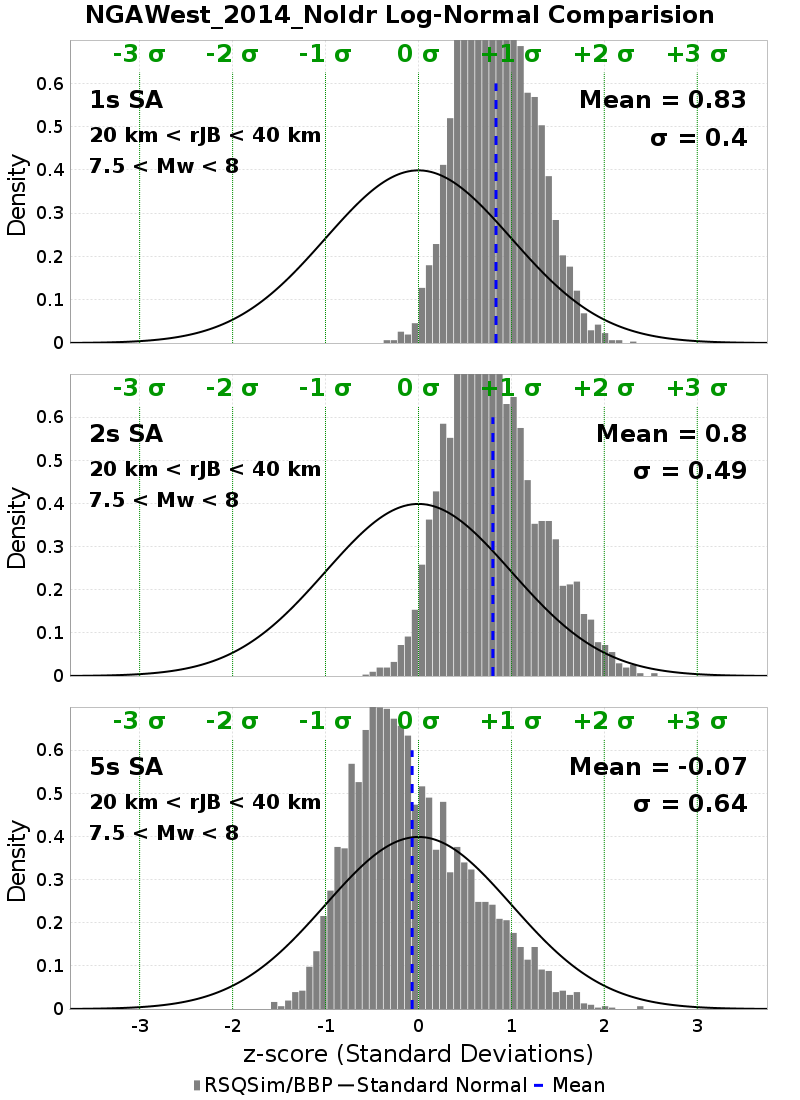 NGAWest_2014_NoIdr Log-Normal Comparision
-3 σ -2 σ -1 σ 0 σ +1 σ +2 σ +3 σ
0.6
1s SA Mean = 0.83
0.5
20 km < rJB < 40 km σ = 0.4
7.5 < Mw < 8
0.4
0.3
0.2
0.1
0
Density
-3 σ -2 σ -1 σ 0 σ +1 σ +2 σ +3 σ
0.6
2s SA Mean = 0.8
0.5
20 km < rJB < 40 km σ = 0.49
7.5 < Mw < 8
0.4
0.3
0.2
0.1
0
Density
-3 σ -2 σ -1 σ 0 σ +1 σ +2 σ +3 σ
0.6
5s SA Mean = -0.07
0.5
20 km < rJB < 40 km σ = 0.64
7.5 < Mw < 8
0.4
0.3
0.2
0.1
0
Density
-3 -2 -1 0 1 2 3
z-score (Standard Deviations)
RSQSim/BBP Standard Normal Mean